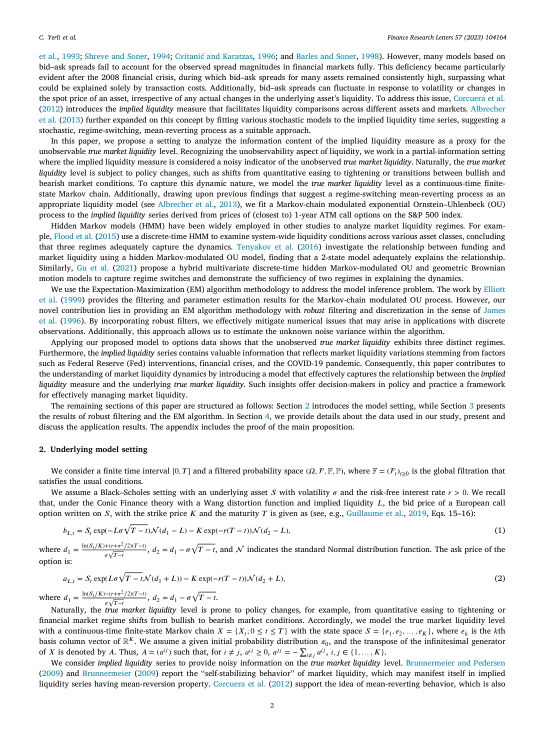 C. Yerli et al.
Finance Research Letters 57 (2023) 104164
et al., 1993; Shreve and Soner, 1994; Cvitanić and Karatzas, 1996; and Barles and Soner, 1998). However, many models based on
bid–ask spreads fail to account for the observed spread magnitudes in financial markets fully. This deficiency became particularly
evident after the 2008 financial crisis, during which bid–ask spreads for many assets remained consistently high, surpassing what
could be explained solely by transaction costs. Additionally, bid–ask spreads can fluctuate in response to volatility or changes in
the spot price of an asset, irrespective of any actual changes in the underlying asset's liquidity. To address this issue, Corcuera et al.
(2012) introduces the implied liquidity measure that facilitates liquidity comparisons across different assets and markets. Albrecher
et al. (2013) further expanded on this concept by fitting various stochastic models to the implied liquidity time series, suggesting a
stochastic, regime-switching, mean-reverting process as a suitable approach.
In this paper, we propose a setting to analyze the information content of the implied liquidity measure as a proxy for the
unobservable true market liquidity level. Recognizing the unobservability aspect of liquidity, we work in a partial-information setting
where the implied liquidity measure is considered a noisy indicator of the unobserved true market liquidity. Naturally, the true market
liquidity level is subject to policy changes, such as shifts from quantitative easing to tightening or transitions between bullish and
bearish market conditions. To capture this dynamic nature, we model the true market liquidity level as a continuous-time finite-
state Markov chain. Additionally, drawing upon previous findings that suggest a regime-switching mean-reverting process as an
appropriate liquidity model (see Albrecher et al., 2013), we fit a Markov-chain modulated exponential Ornstein–Uhlenbeck (OU)
process to the implied liquidity series derived from prices of (closest to) 1-year ATM call options on the S&P 500 index.
Hidden Markov models (HMM) have been widely employed in other studies to analyze market liquidity regimes. For exam-
ple, Flood et al. (2015) use a discrete-time HMM to examine system-wide liquidity conditions across various asset classes, concluding
that three regimes adequately capture the dynamics. Tenyakov et al. (2016) investigate the relationship between funding and
market liquidity using a hidden Markov-modulated OU model, finding that a 2-state model adequately explains the relationship.
Similarly, Gu et al. (2021) propose a hybrid multivariate discrete-time hidden Markov-modulated OU and geometric Brownian
motion models to capture regime switches and demonstrate the sufficiency of two regimes in explaining the dynamics.
We use the Expectation-Maximization (EM) algorithm methodology to address the model inference problem. The work by Elliott
et al. (1999) provides the filtering and parameter estimation results for the Markov-chain modulated OU process. However, our
novel contribution lies in providing an EM algorithm methodology with robust filtering and discretization in the sense of James
et al. (1996). By incorporating robust filters, we effectively mitigate numerical issues that may arise in applications with discrete
observations. Additionally, this approach allows us to estimate the unknown noise variance within the algorithm.
Applying our proposed model to options data shows that the unobserved true market liquidity exhibits three distinct regimes.
Furthermore, the implied liquidity series contains valuable information that reflects market liquidity variations stemming from factors
such as Federal Reserve (Fed) interventions, financial crises, and the COVID-19 pandemic. Consequently, this paper contributes to
the understanding of market liquidity dynamics by introducing a model that effectively captures the relationship between the implied
liquidity measure and the underlying true market liquidity. Such insights offer decision-makers in policy and practice a framework
for effectively managing market liquidity.
The remaining sections of this paper are structured as follows: Section 2 introduces the model setting, while Section 3 presents
the results of robust filtering and the EM algorithm. In Section 4, we provide details about the data used in our study, present and
discuss the application results. The appendix includes the proof of the main proposition.
2. Underlying model setting
We consider a finite time interval [0, T] and a filtered probability space (Ω, F, 𝔽, ℙ), where 𝔽 = (F_t)_{t≥0} is the global filtration that
satisfies the usual conditions.
We assume a Black–Scholes setting with an underlying asset S with volatility σ and the risk-free interest rate r > 0. We recall
that, under the Conic Finance theory with a Wang distortion function and implied liquidity L, the bid price of a European call
option written on S, with the strike price K and the maturity T is given as (see, e.g., Guillaume et al., 2019, Eqs. 15–16):
b_{L,t} = S_t exp(−Lσ√(T − t))𝒩(d_1 − L) − K exp(−r(T − t))𝒩(d_2 − L), (1)
where d_1 = (ln(S_t/K)+(r+σ²/2)(T−t))/(σ√(T−t)), d_2 = d_1 − σ√(T − t), and 𝒩 indicates the standard Normal distribution function. The ask price of the
option is:
a_{L,t} = S_t exp(Lσ√(T − t)𝒩(d_1 + L)) − K exp(−r(T − t))𝒩(d_2 + L), (2)
where d_1 = (ln(S_t/K)−(r+σ²/2)(T−t))/(σ√(T−t)), d_2 = d_1 − σ√(T − t).
Naturally, the true market liquidity level is prone to policy changes, for example, from quantitative easing to tightening or
financial market regime shifts from bullish to bearish market conditions. Accordingly, we model the true market liquidity level
with a continuous-time finite-state Markov chain X = {X_t; 0 ≤ t ≤ T} with the state space S = {e_1, e_2, … , e_K}, where e_k is the kth
basis column vector of ℝ^K. We assume a given initial probability distribution π_0, and the transpose of the infinitesimal generator
of X is denoted by A. Thus, A = (a^{ij}) such that, for i ≠ j, a^{ij} ≥ 0, a^{jj} = − ∑_{i≠j} a^{ij}, i, j ∈ {1, … , K}.
We consider implied liquidity series to provide noisy information on the true market liquidity level. Brunnermeier and Pedersen
(2009) and Brunnermeier (2009) report the "self-stabilizing behavior" of market liquidity, which may manifest itself in implied
liquidity series having mean-reversion property. Corcuera et al. (2012) support the idea of mean-reverting behavior, which is also
2